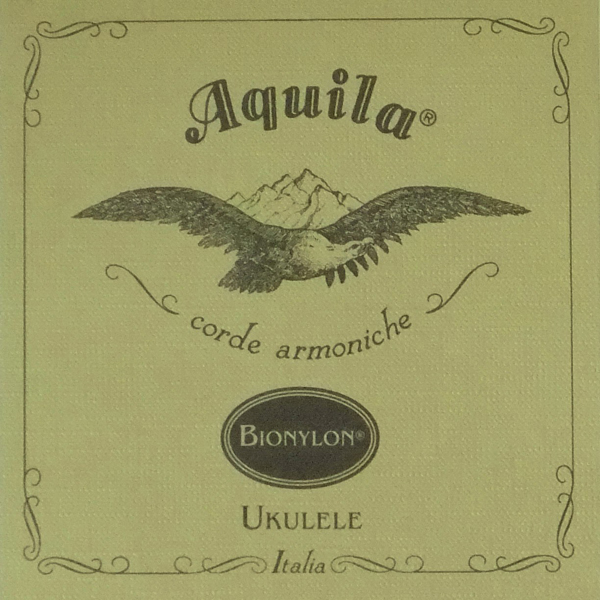 Aquila®
corde armoniche
BIONYLON®
UKULELE
Italia